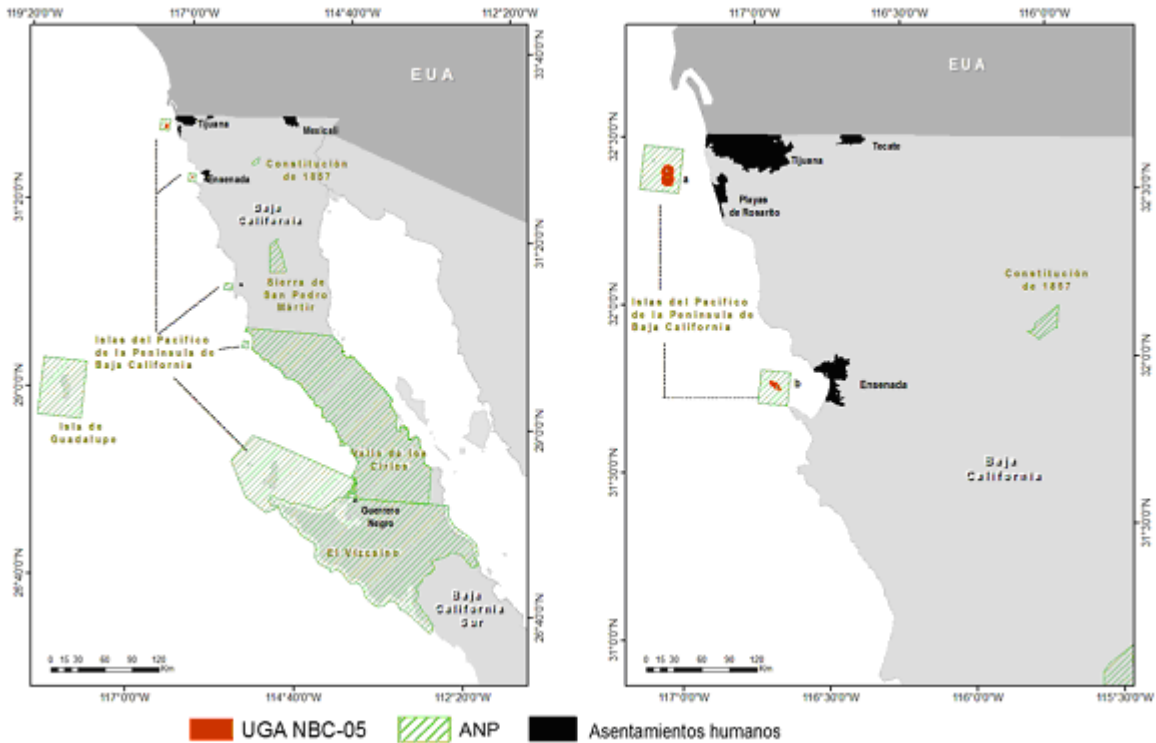 119°20'0"W 117°0'0"W 114°40'0"W 112°20'0"W
33°40'0"N
31°20'0"N
31°20'0"N
29°0'0"N
29°0'0"N
26°40'0"N
26°40'0"N
EUA
Tijuana
Mexicali
Constitución
de 1857
Ensenada
Baja
California
Sierra de
San Pedro
Mártir
Islas del Pacífico
de la Península de
Baja California
Isla de
Guadalupe
Valle de los
Cirios
Guerrero
Negro
El Vizcaíno
Baja
California
Sur
0 15 30 60 90 120
Km
117°0'0"W 114°40'0"W 112°20'0"W
117°0'0"W 116°30'0"W 116°0'0"W
32°30'0"N
32°30'0"N
32°0'0"N
32°0'0"N
31°30'0"N
31°30'0"N
31°0'0"N
EUA
Tecate
Tijuana
a
Playas
de Rosarito
Constitución
de 1857
Islas del Pacífico
de la Península de
Baja California
b
Ensenada
Baja
California
0 15 30 60 90 120
Km
117°0'0"W 116°30'0"W 116°0'0"W 115°30'0"W
UGA NBC-05 ANP Asentamientos humanos